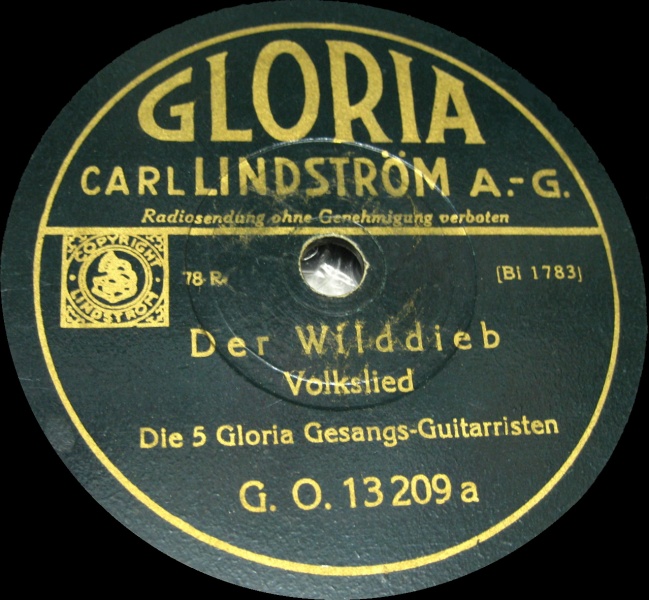 GLORIA
CARL LINDSTRÖM A.-G.
Radiosendung ohne Genehmigung verboten
COPYRIGHT
LINDSTRÖM
78-R
[Bi 1783]
Der Wilddieb
Volkslied
Die 5 Gloria Gesangs-Guitarristen
G. O. 13 209 a